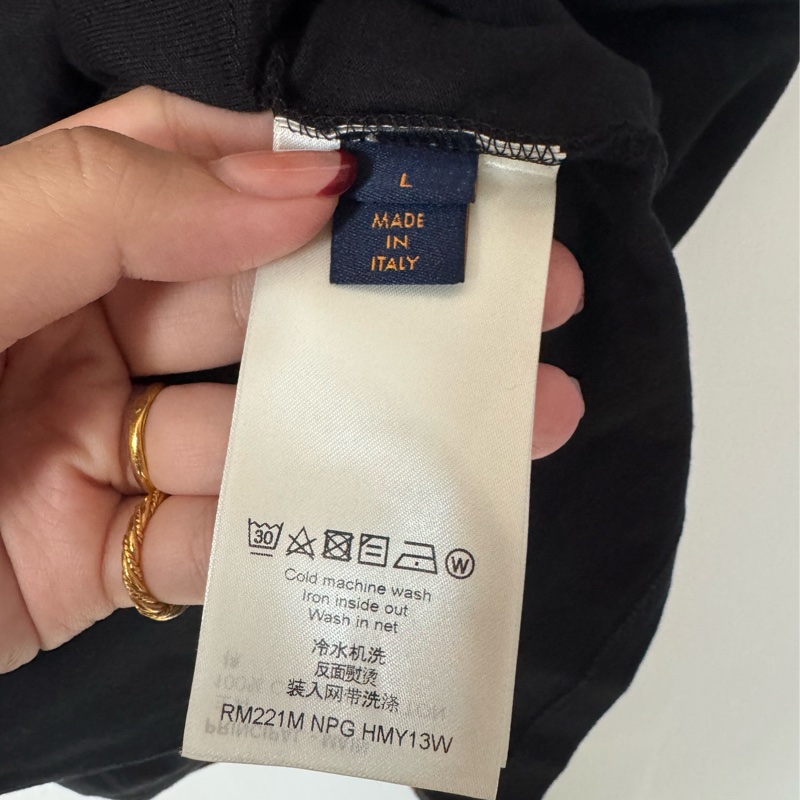 L
MADE
IN
ITALY
30
W
Cold machine wash
Iron inside out
Wash in net
冷水机洗
反面熨烫
装入网带洗涤
RM221M NPG HMY13W